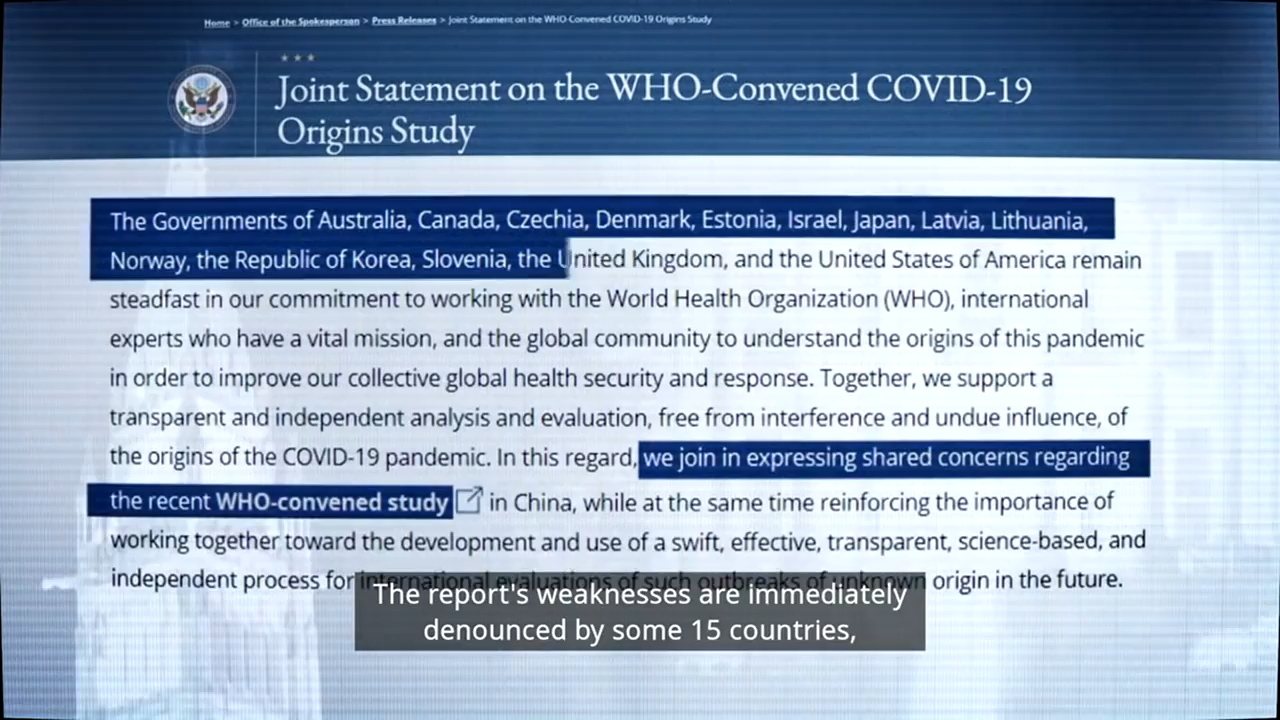 Home > Office of the Spokesperson > Press Releases > Joint Statement on the WHO-Convened COVID-19 Origins Study
Joint Statement on the WHO-Convened COVID-19
Origins Study
The Governments of Australia, Canada, Czechia, Denmark, Estonia, Israel, Japan, Latvia, Lithuania,
Norway, the Republic of Korea, Slovenia, the United Kingdom, and the United States of America remain
steadfast in our commitment to working with the World Health Organization (WHO), international
experts who have a vital mission, and the global community to understand the origins of this pandemic
in order to improve our collective global health security and response. Together, we support a
transparent and independent analysis and evaluation, free from interference and undue influence, of
the origins of the COVID-19 pandemic. In this regard, we join in expressing shared concerns regarding
the recent WHO-convened study in China, while at the same time reinforcing the importance of
working together toward the development and use of a swift, effective, transparent, science-based, and
independent process for international evaluations of such outbreaks of unknown origin in the future.
The report's weaknesses are immediately
denounced by some 15 countries,